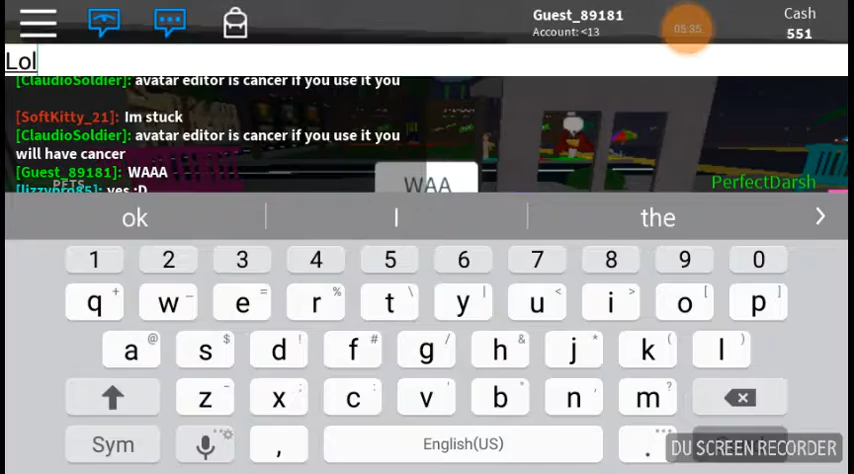 Guest_89181
Account: <13
05:35
Cash
551
Lol
[ClaudioSoldier]: avatar editor is cancer if you use it you
[SoftKitty_21]: Im stuck
[ClaudioSoldier]: avatar editor is cancer if you use it you
will have cancer
[Guest_89181]: WAAA
PETS
[lizzypro85]: yes :D
WAA
PerfectDarsh
ok I the >
1 2 3 4 5 6 7 8 9 0
q + w _ e = r % t \ y | u < i > o [ p ]
a @ s $ d ! f # g / h & j * k ( l )
z - x ; c : v ' b " n , m ?
Sym , English(US) .
DU SCREEN RECORDER